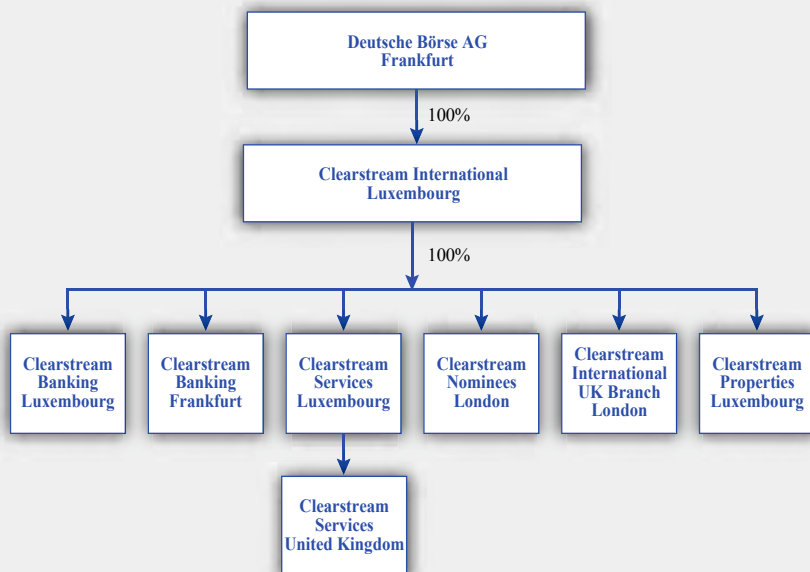 Deutsche Börse AG
Frankfurt
100%
Clearstream International
Luxembourg
100%
Clearstream
Banking
Luxembourg
Clearstream
Banking
Frankfurt
Clearstream
Services
Luxembourg
Clearstream
Nominees
London
Clearstream
International
UK Branch
London
Clearstream
Properties
Luxembourg
Clearstream
Services
United Kingdom